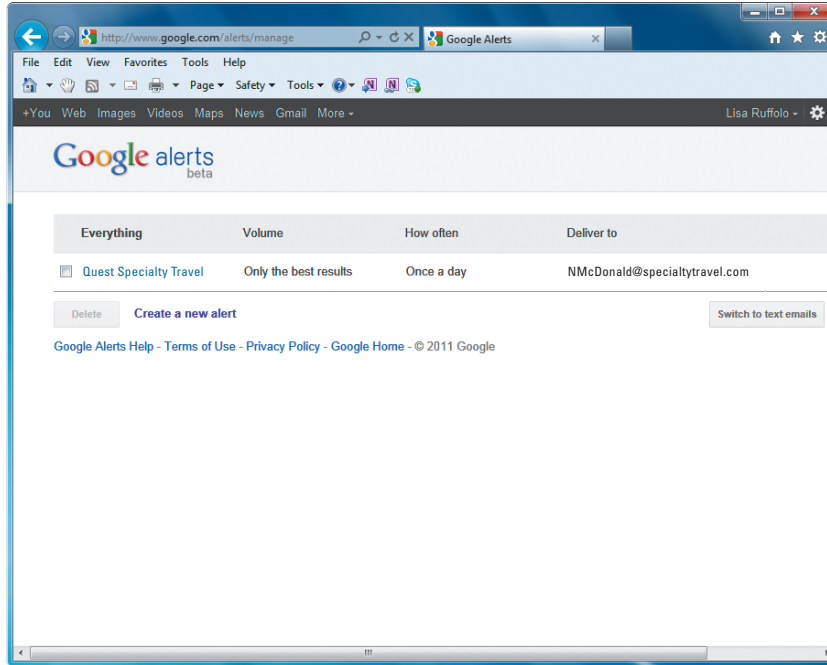 http://www.google.com/alerts/manage
Google Alerts
File Edit View Favorites Tools Help
Page Safety Tools
+You Web Images Videos Maps News Gmail More
Lisa Ruffolo
Google alerts
beta
Everything Volume How often Deliver to
Quest Specialty Travel Only the best results Once a day NMcDonald@specialtytravel.com
Delete Create a new alert Switch to text emails
Google Alerts Help - Terms of Use - Privacy Policy - Google Home - © 2011 Google